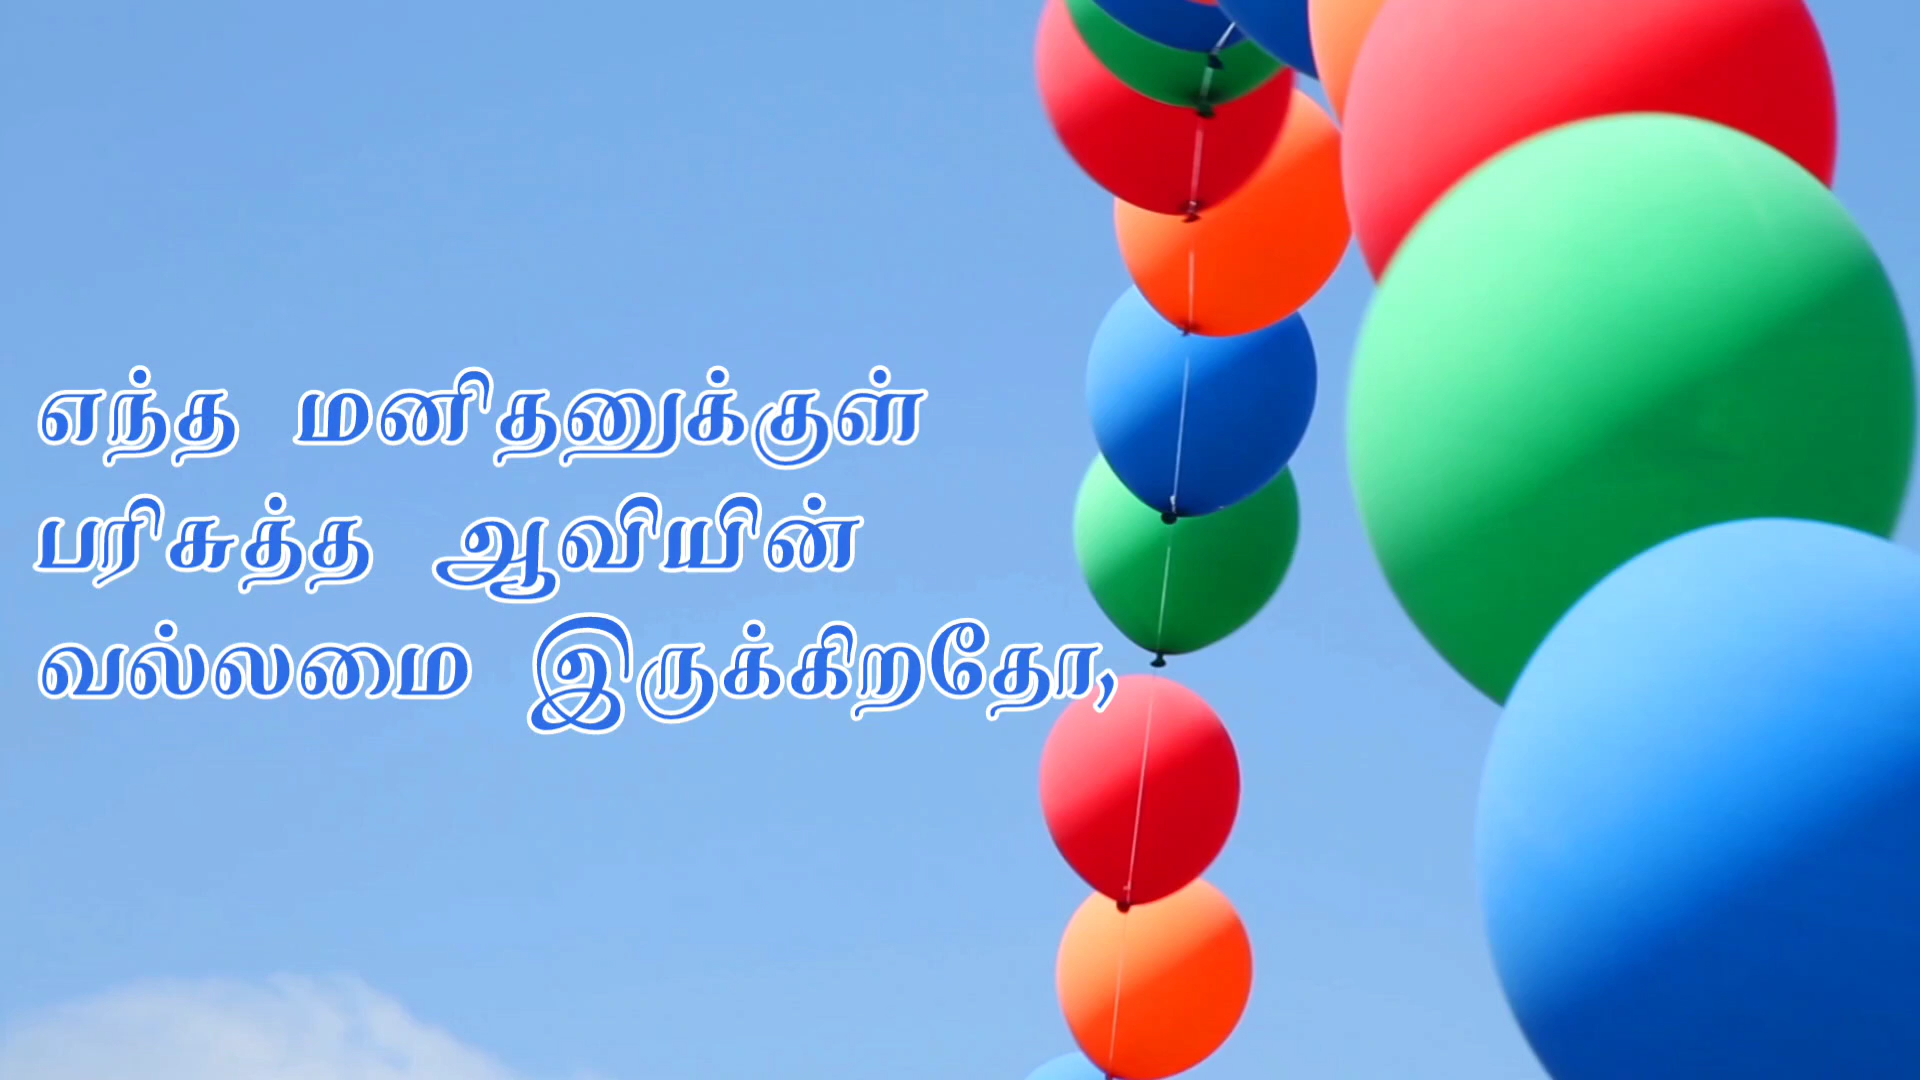 எந்த மனிதனுக்குள்
பரிசுத்த ஆவியின்
வல்லமை இருக்கிறதோ,